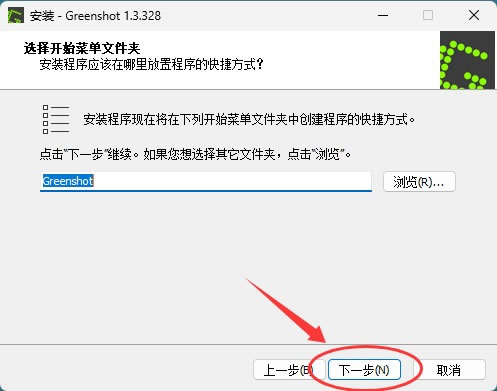 安装 - Greenshot 1.3.328
选择开始菜单文件夹
安装程序应该在哪里放置程序的快捷方式？
安装程序现在将在下列开始菜单文件夹中创建程序的快捷方式。
点击“下一步”继续。如果您想选择其它文件夹，点击“浏览”。
Greenshot 浏览(R)...
上一步(B) 下一步(N) 取消